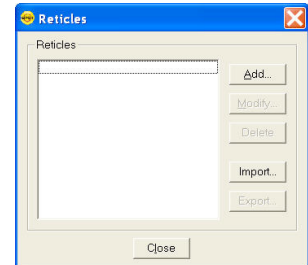 Reticles
Reticles
Add...
Modify...
Delete
Import...
Export...
Close